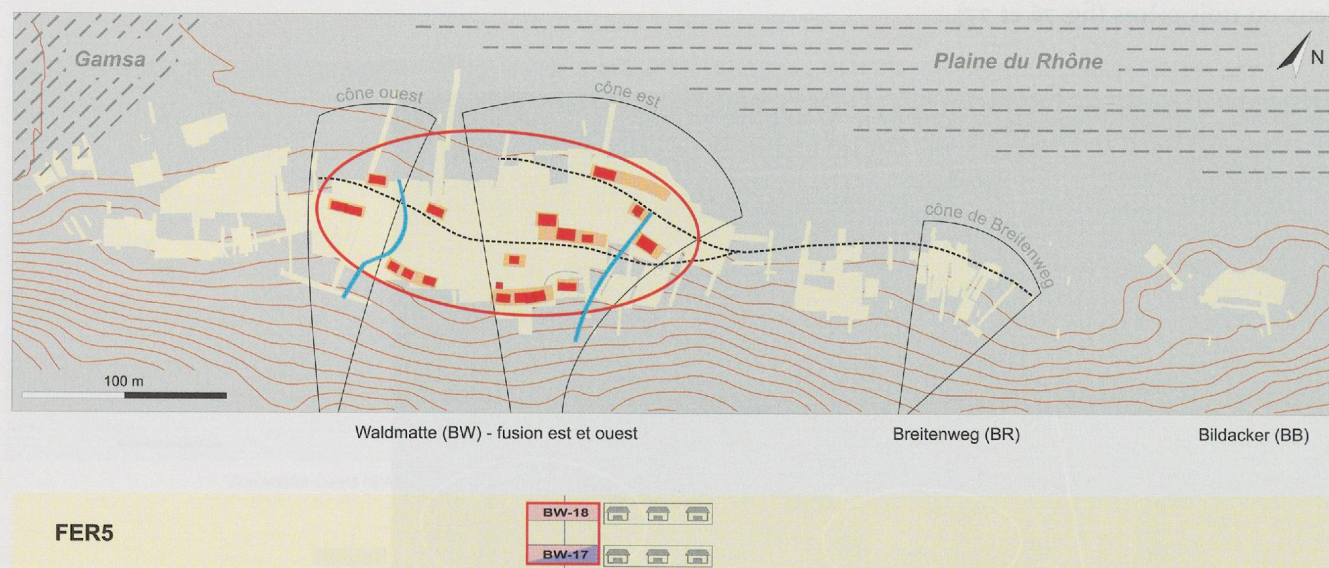 Gamsa
Plaine du Rhône
N
cône ouest
cône est
cône de Breitenweg
100 m
Waldmatte (BW) - fusion est et ouest
Breitenweg (BR)
Bildacker (BB)
FER5
BW-18
BW-17